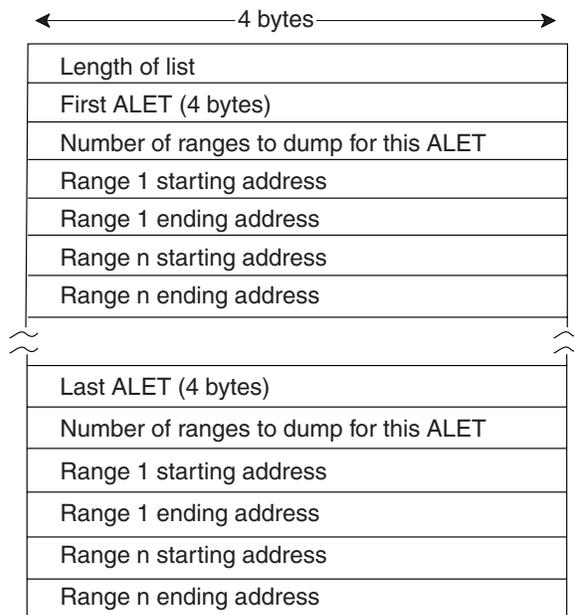 4 bytes
Length of list
First ALET (4 bytes)
Number of ranges to dump for this ALET
Range 1 starting address
Range 1 ending address
Range n starting address
Range n ending address
Last ALET (4 bytes)
Number of ranges to dump for this ALET
Range 1 starting address
Range 1 ending address
Range n starting address
Range n ending address